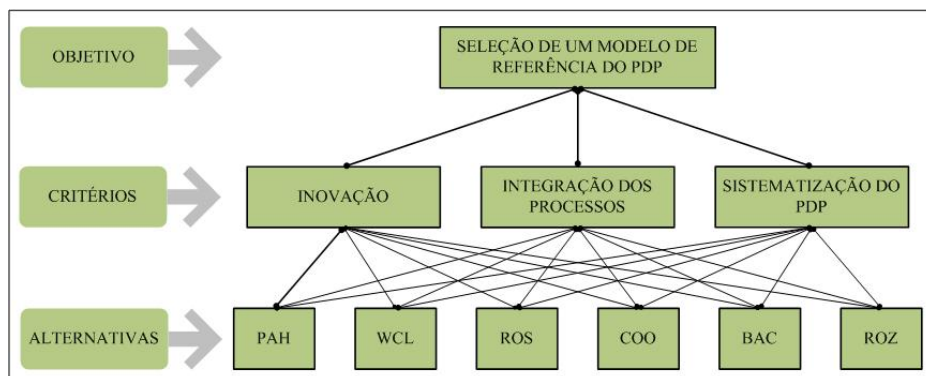 OBJETIVO
SELEÇÃO DE UM MODELO DE
REFERÊNCIA DO PDP
CRITÉRIOS
INOVAÇÃO
INTEGRAÇÃO DOS
PROCESSOS
SISTEMATIZAÇÃO DO
PDP
ALTERNATIVAS
PAH
WCL
ROS
COO
BAC
ROZ